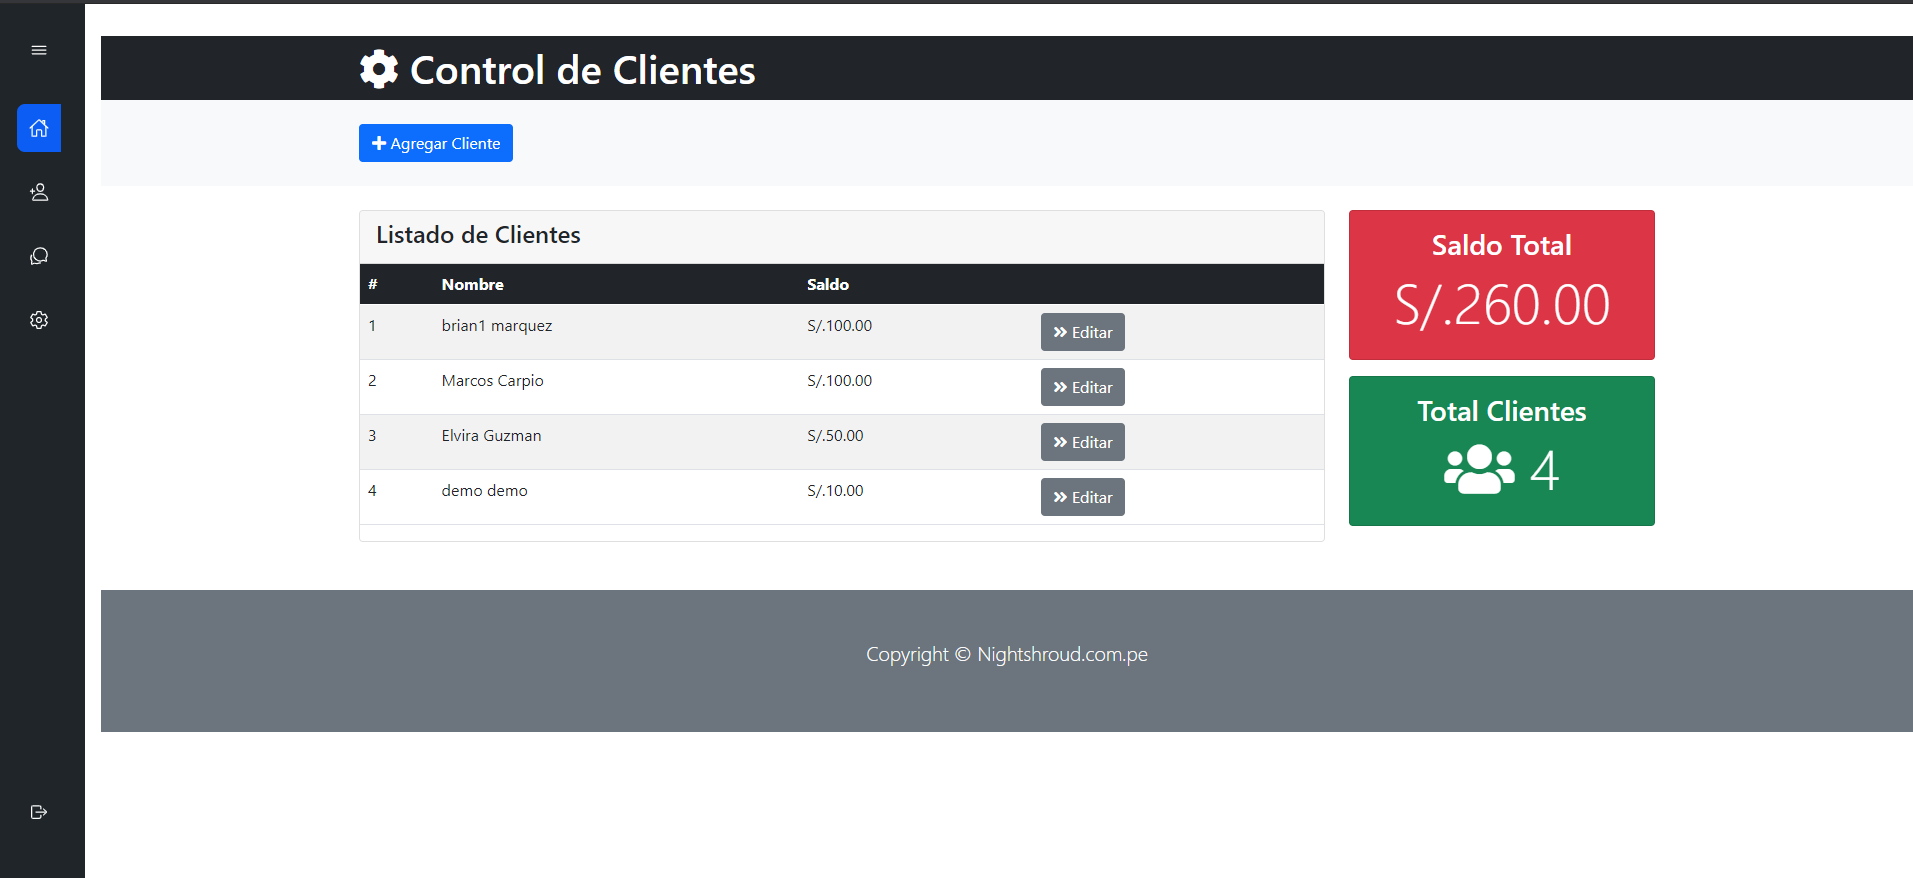 Control de Clientes
Agregar Cliente
Listado de Clientes
# Nombre Saldo
1 brian1 marquez S/.100.00 Editar
2 Marcos Carpio S/.100.00 Editar
3 Elvira Guzman S/.50.00 Editar
4 demo demo S/.10.00 Editar
Saldo Total
S/.260.00
Total Clientes
4
Copyright © Nightshroud.com.pe